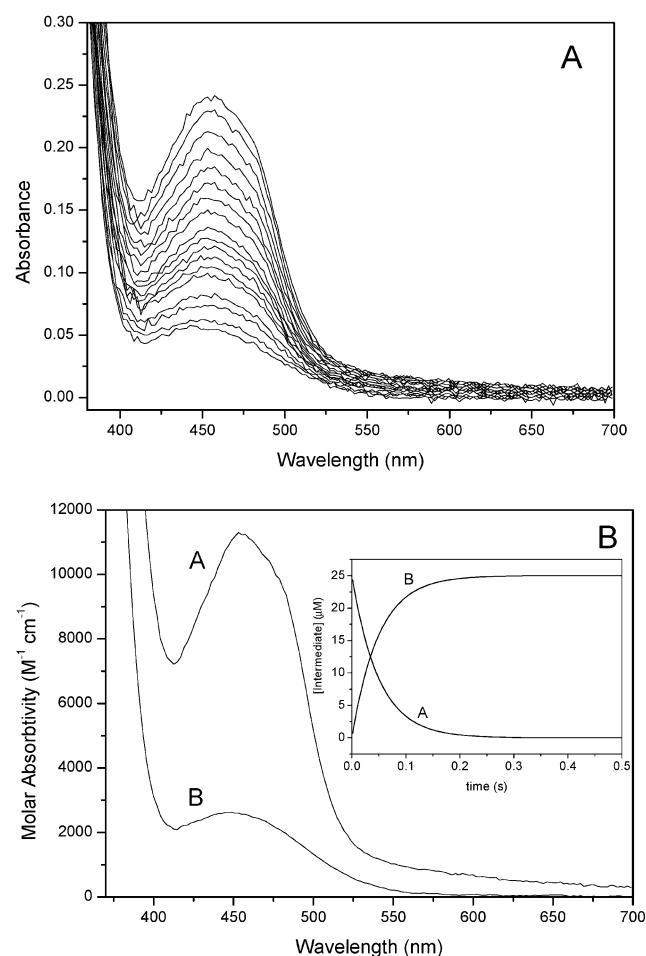 A
0.30
0.25
0.20
0.15
0.10
0.05
0.00
Absorbance
400 450 500 550 600 650 700
Wavelength (nm)
B
12000
10000
8000
6000
4000
2000
0
Molar Absorbtivity (M⁻¹ cm⁻¹)
A
B
400 450 500 550 600 650 700
Wavelength (nm)
25
20
15
10
5
0
[Intermediate] (μM)
B
A
0.0 0.1 0.2 0.3 0.4 0.5
time (s)